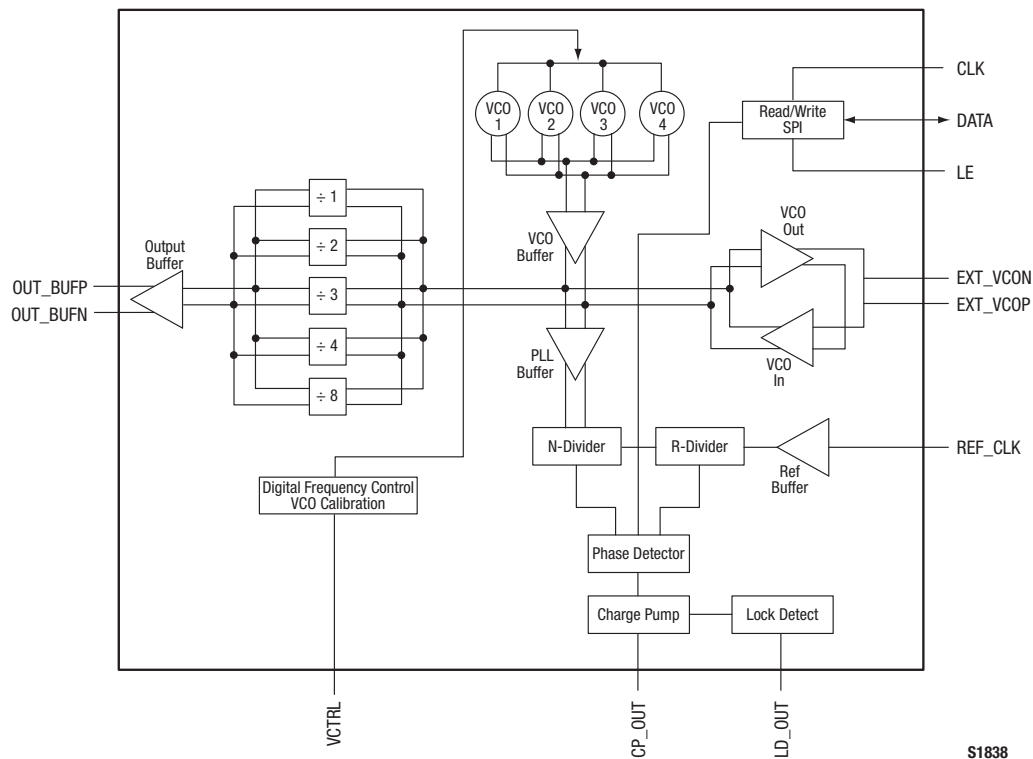 CLK
VCO
1
VCO
2
VCO
3
VCO
4
Read/Write
SPI
DATA
LE
÷ 1
÷ 2
÷ 3
÷ 4
÷ 8
Output
Buffer
VCO
Buffer
VCO
Out
OUT_BUFP
OUT_BUFN
EXT_VCON
EXT_VCOP
PLL
Buffer
VCO
In
N-Divider
R-Divider
Ref
Buffer
REF_CLK
Digital Frequency Control
VCO Calibration
Phase Detector
Charge Pump
Lock Detect
VCTRL
CP_OUT
LD_OUT
S1838